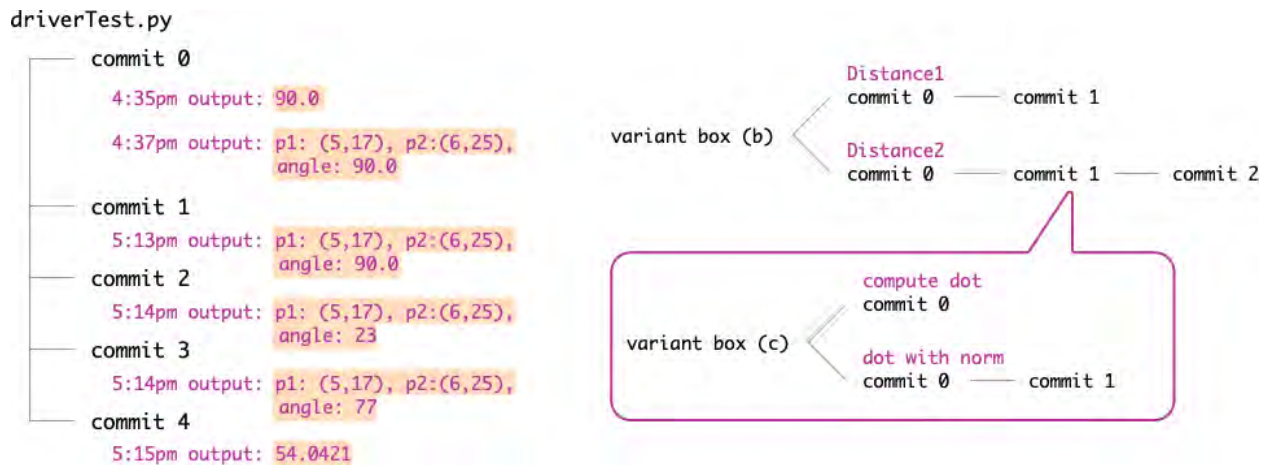 driverTest.py
commit 0
4:35pm output: 90.0
4:37pm output: p1: (5,17), p2:(6,25),
angle: 90.0
commit 1
5:13pm output: p1: (5,17), p2:(6,25),
angle: 90.0
commit 2
5:14pm output: p1: (5,17), p2:(6,25),
angle: 23
commit 3
5:14pm output: p1: (5,17), p2:(6,25),
angle: 77
commit 4
5:15pm output: 54.0421
variant box (b)
Distance1
commit 0 commit 1
Distance2
commit 0 commit 1 commit 2
variant box (c)
compute dot
commit 0
dot with norm
commit 0 commit 1